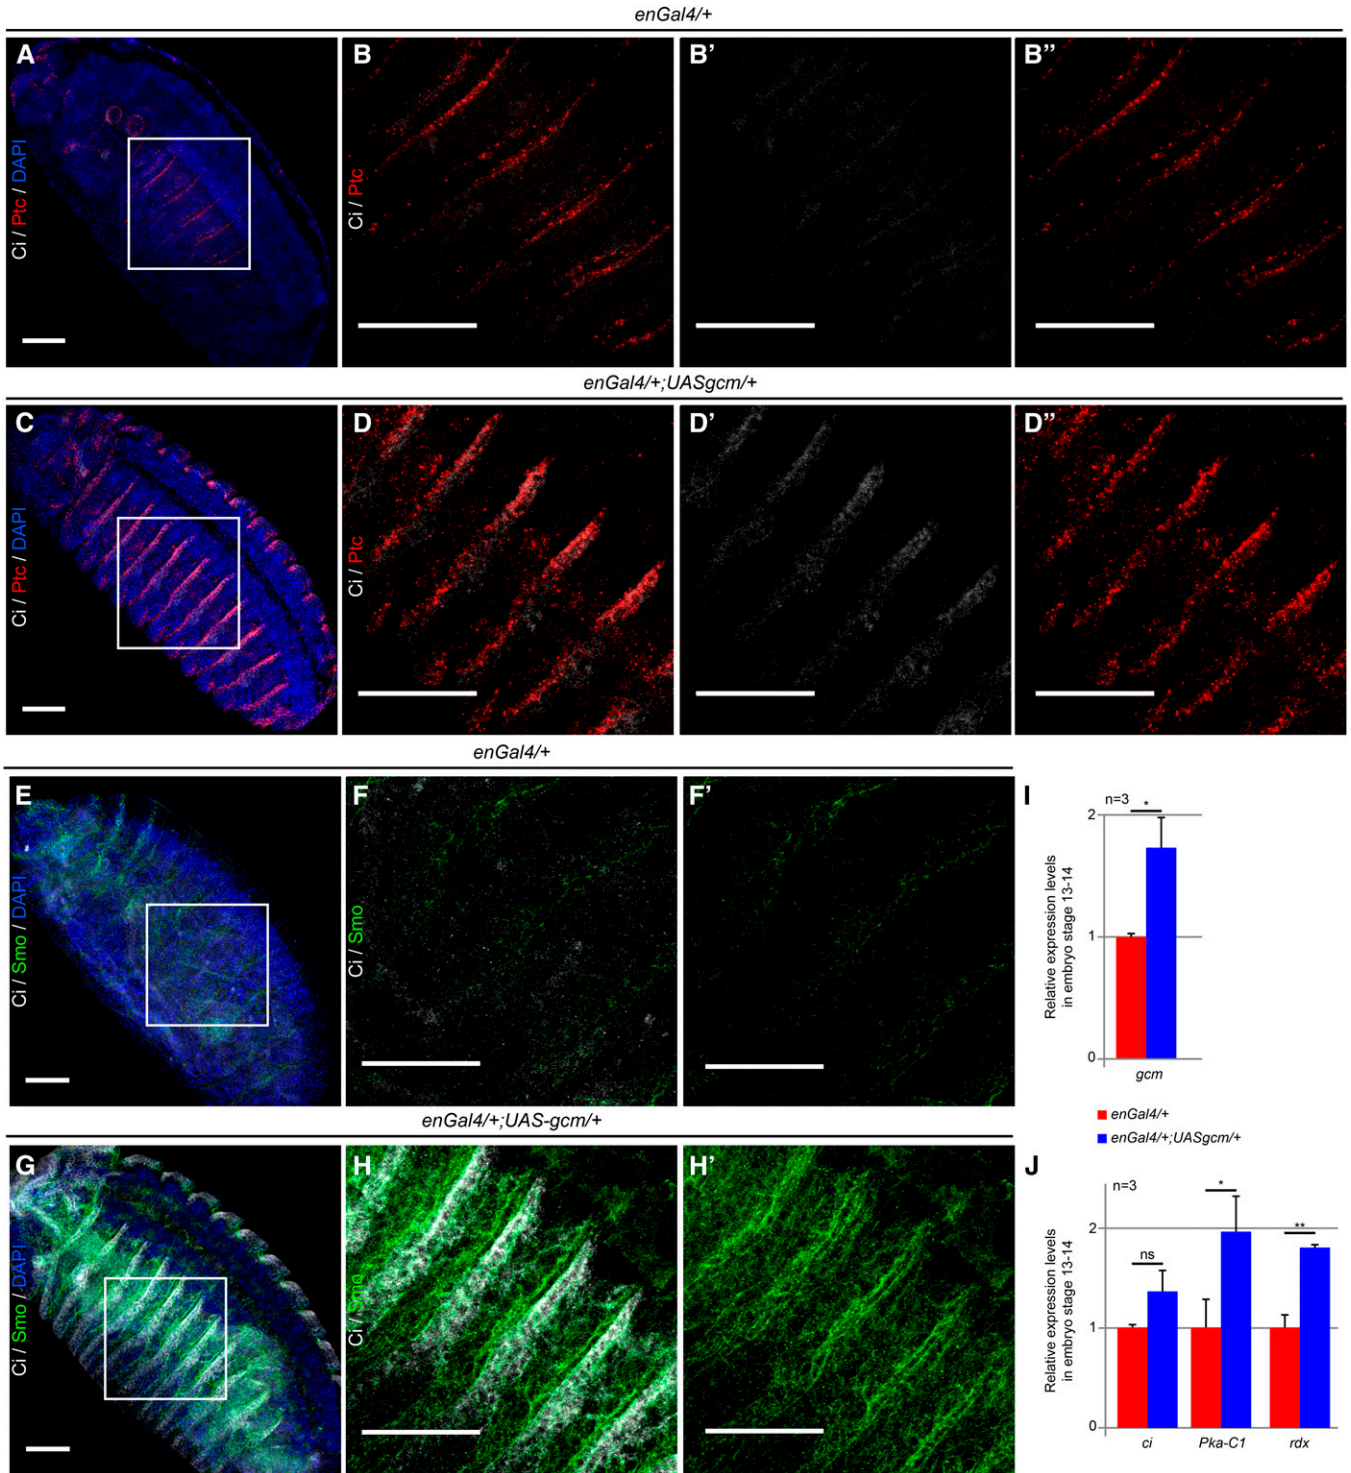 enGal4/+
A
B
B’
B”
Ci / Ptc / DAPI
Ci / Ptc
enGal4/+;UASgcm/+
C
D
D’
D”
Ci / Ptc / DAPI
Ci / Ptc
enGal4/+
E
F
F’
Ci / Smo / DAPI
Ci / Smo
enGal4/+;UAS-gcm/+
G
H
H’
Ci / Smo / DAPI
Ci / Smo
I
n=3
*
Relative expression levels
in embryo stage 13-14
2
1
0
gcm
enGal4/+
enGal4/+;UASgcm/+
J
n=3
ns
*
**
Relative expression levels
in embryo stage 13-14
2
1
0
ci
Pka-C1
rdx